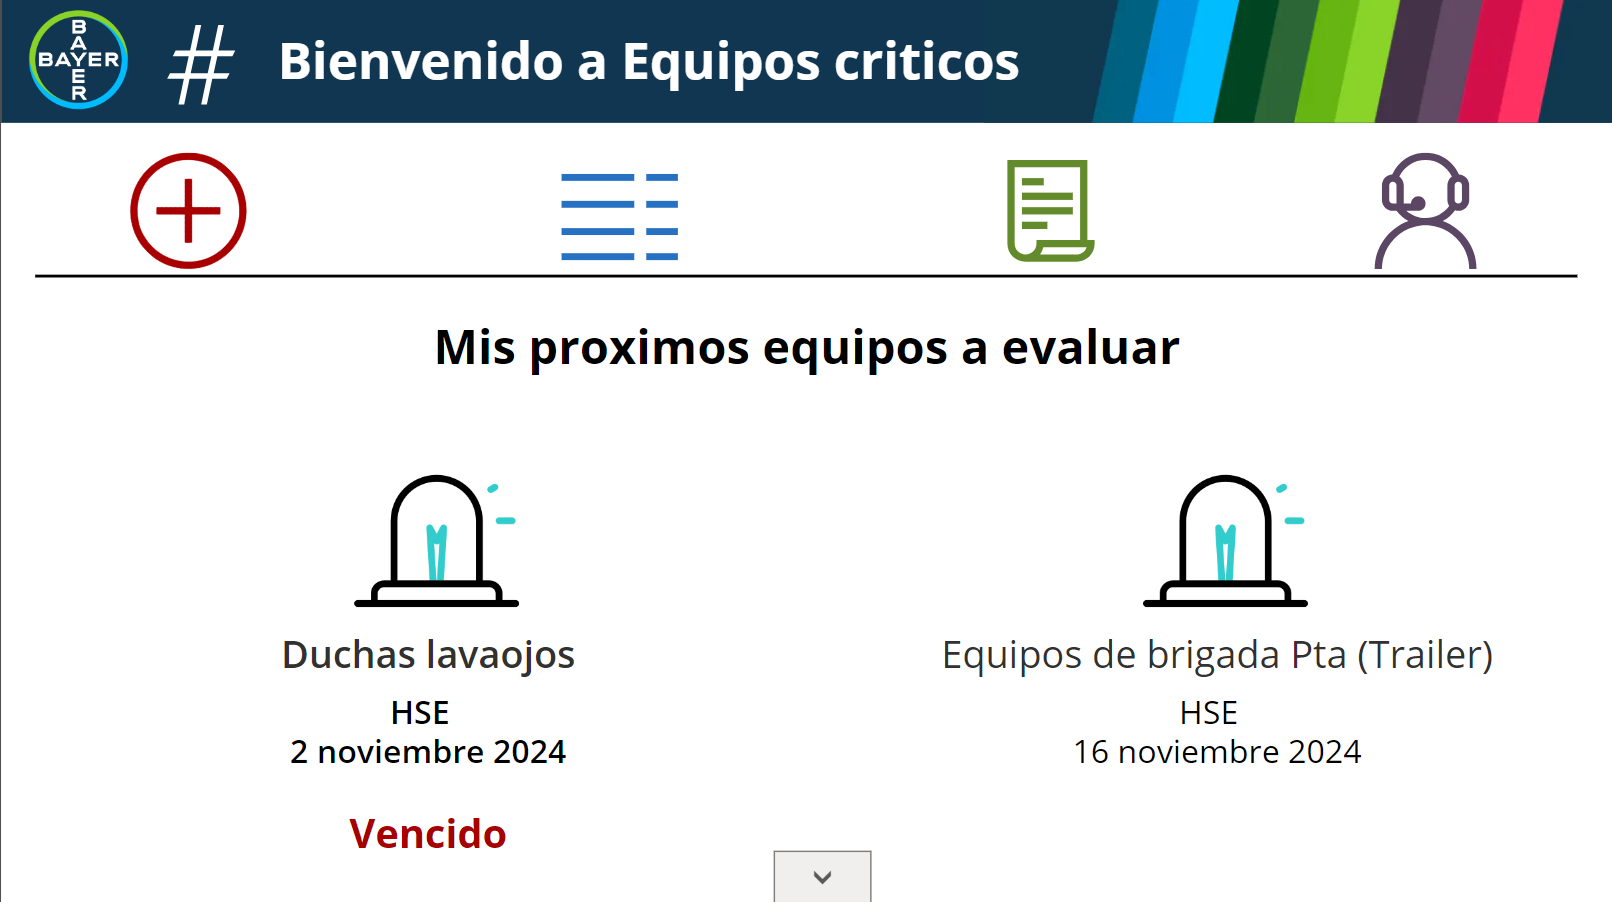 BAYER
BAYER
# Bienvenido a Equipos criticos
Mis proximos equipos a evaluar
Duchas lavaojos
HSE
2 noviembre 2024
Vencido
Equipos de brigada Pta (Trailer)
HSE
16 noviembre 2024